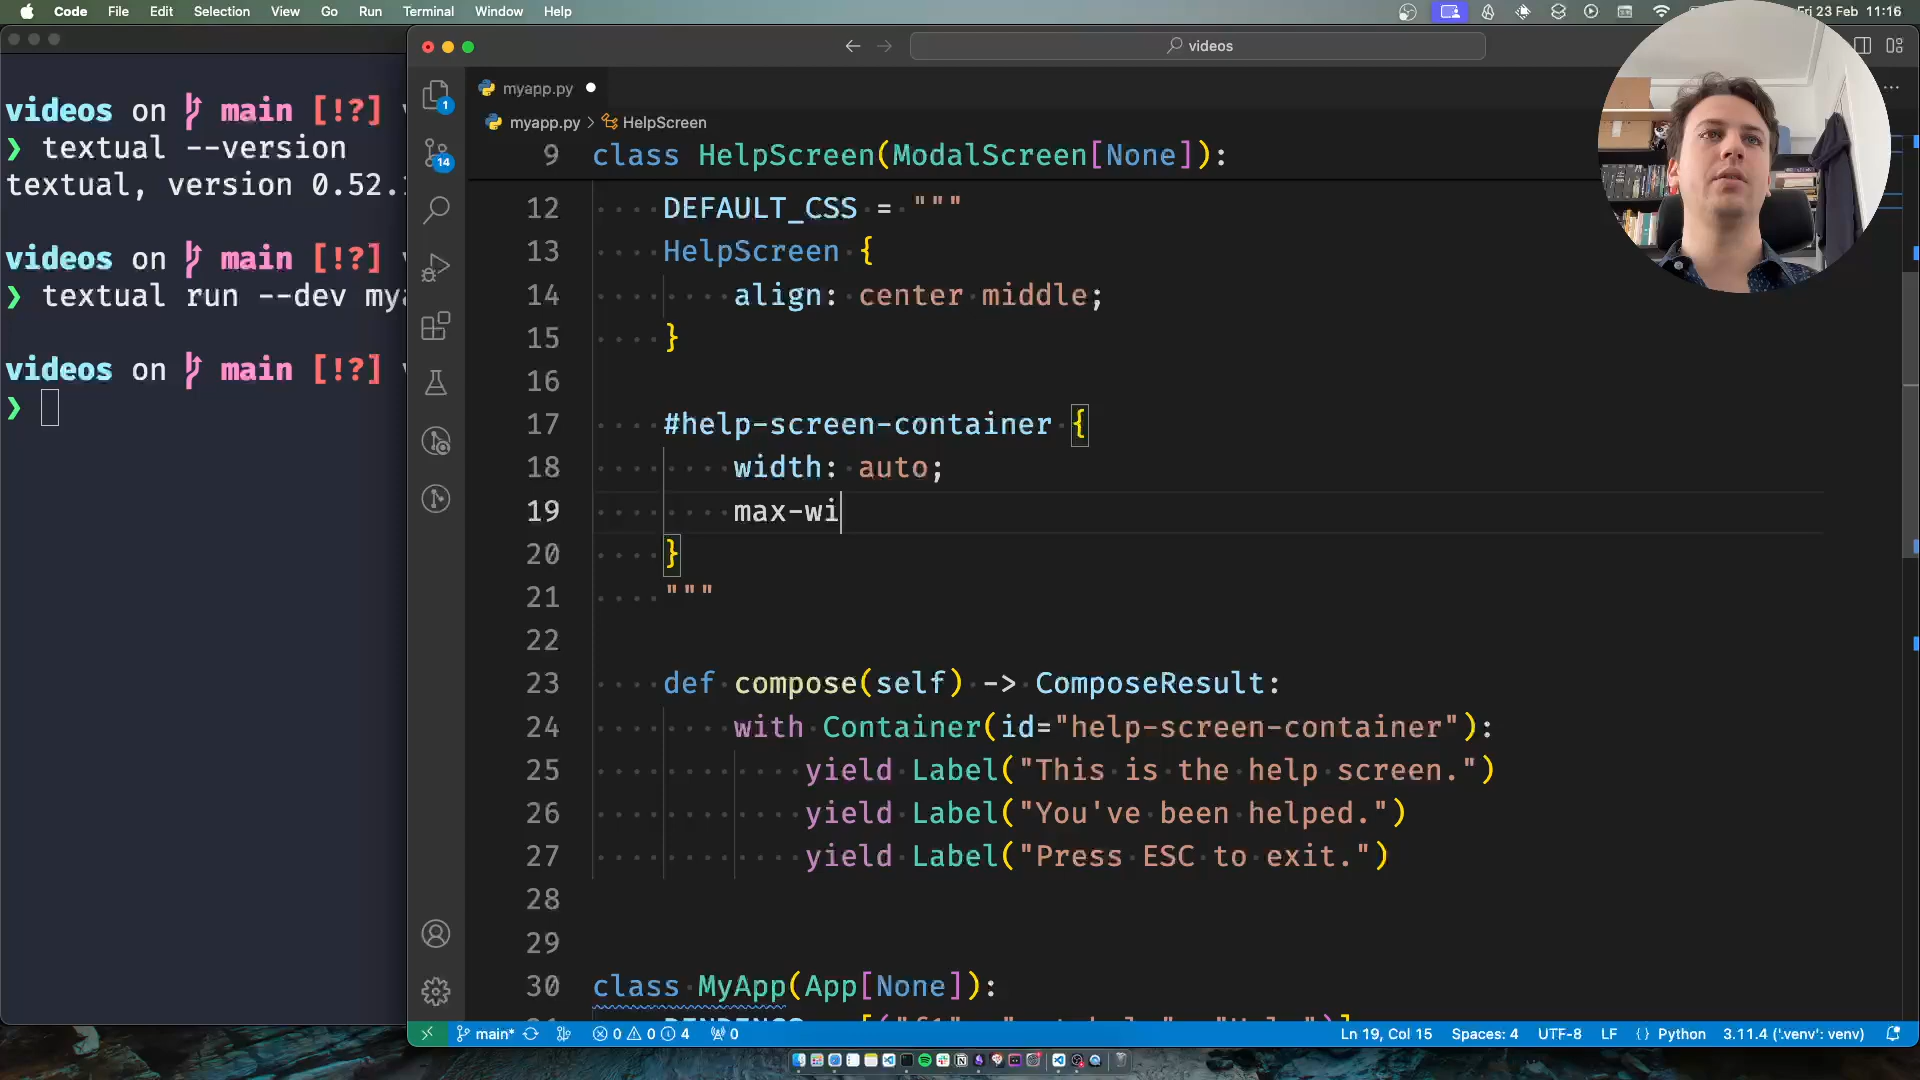 Code File Edit Selection View Go Run Terminal Window Help
Fri 23 Feb 11:16
videos on main [!?]
❯ textual --version
textual, version 0.52.
videos on main [!?]
❯ textual run --dev mya
videos on main [!?]
❯
videos
1
14
myapp.py
myapp.py > HelpScreen
9 class HelpScreen(ModalScreen[None]):
12 DEFAULT_CSS = """
13 HelpScreen {
14 align: center middle;
15 }
16
17 #help-screen-container {
18 width: auto;
19 max-wi
20 }
21 """
22
23 def compose(self) -> ComposeResult:
24 with Container(id="help-screen-container"):
25 yield Label("This is the help screen.")
26 yield Label("You've been helped.")
27 yield Label("Press ESC to exit.")
28
29
30 class MyApp(App[None]):
main* 0 0 4 0 Ln 19, Col 15 Spaces: 4 UTF-8 LF { } Python 3.11.4 ('.venv': venv)